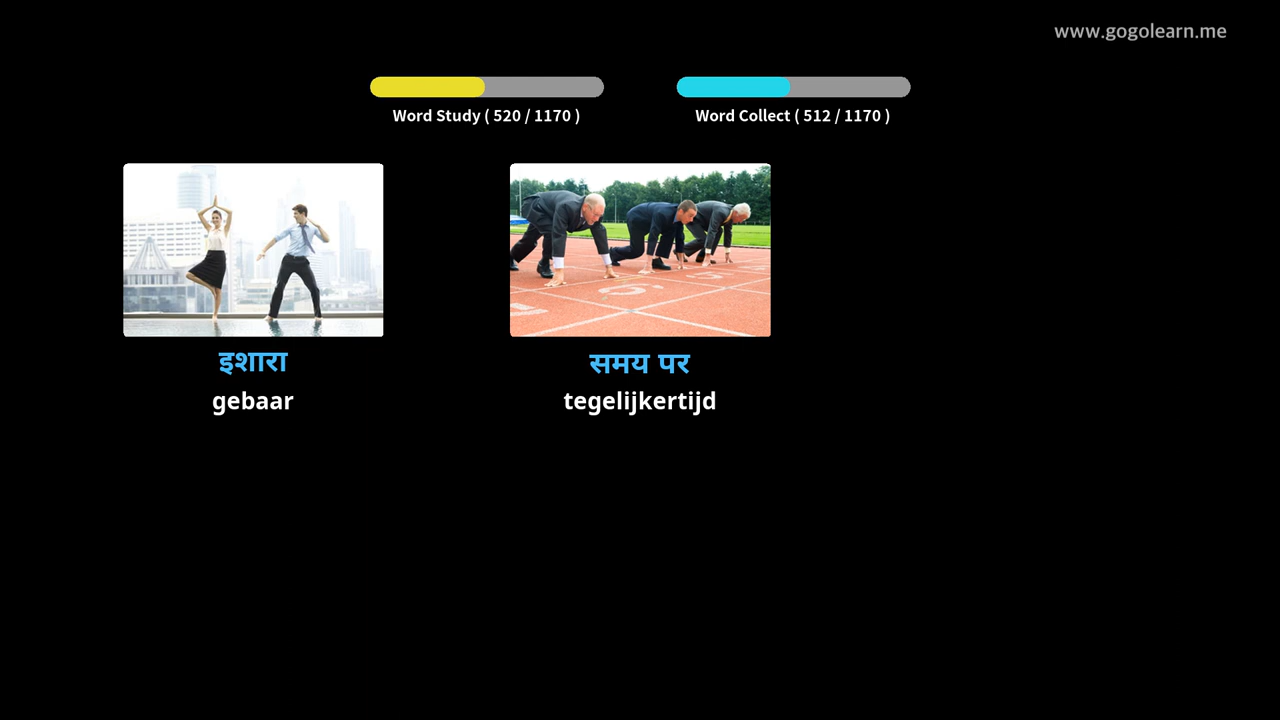 www.gogolearn.me
Word Study ( 520 / 1170 )
Word Collect ( 512 / 1170 )
इशारा
gebaar
समय पर
tegelijkertijd